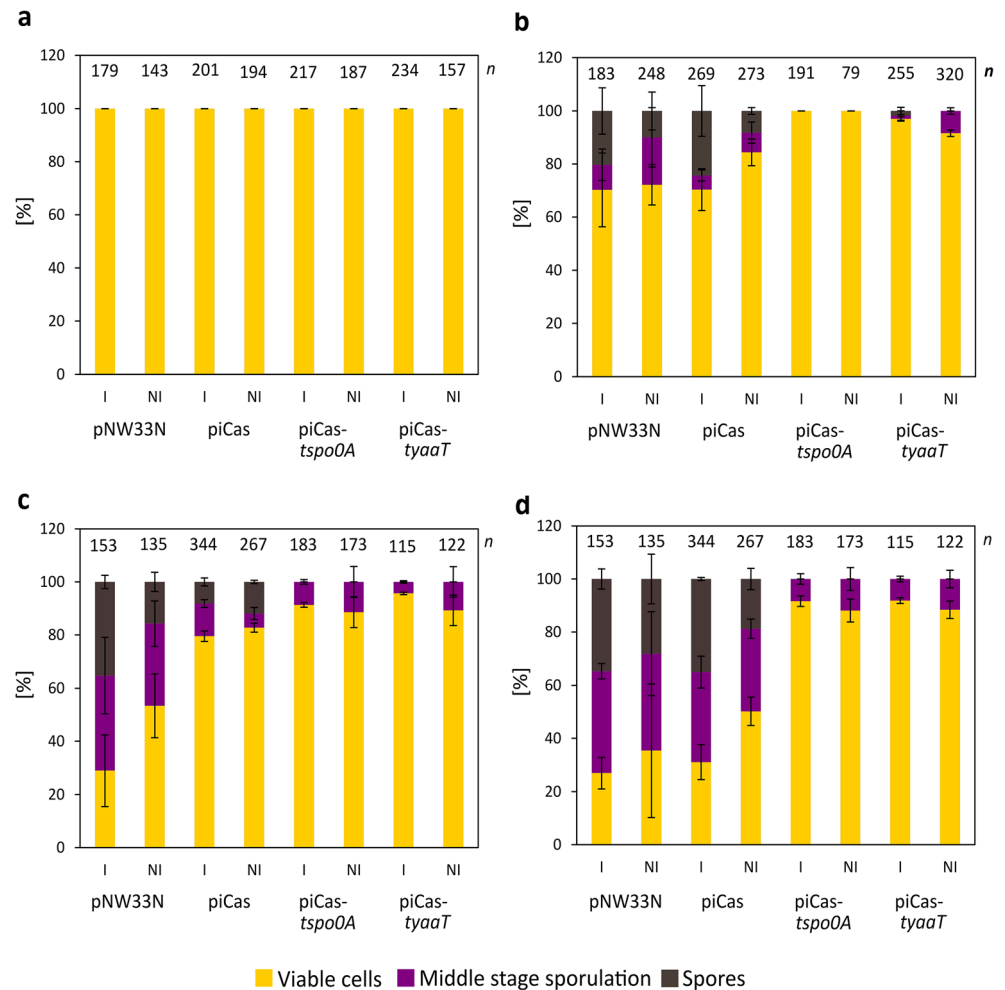 a
120
100
80
60
40
20
0
[%]
179 143 201 194 217 187 234 157 n
I NI I NI I NI I NI
pNW33N piCas piCas- piCas-
tspo0A tyaaT
b
120
100
80
60
40
20
0
[%]
183 248 269 273 191 79 255 320 n
I NI I NI I NI I NI
pNW33N piCas piCas- piCas-
tspo0A tyaaT
c
120
100
80
60
40
20
0
[%]
153 135 344 267 183 173 115 122 n
I NI I NI I NI I NI
pNW33N piCas piCas- piCas-
tspo0A tyaaT
d
120
100
80
60
40
20
0
[%]
153 135 344 267 183 173 115 122 n
I NI I NI I NI I NI
pNW33N piCas piCas- piCas-
tspo0A tyaaT
Viable cells Middle stage sporulation Spores